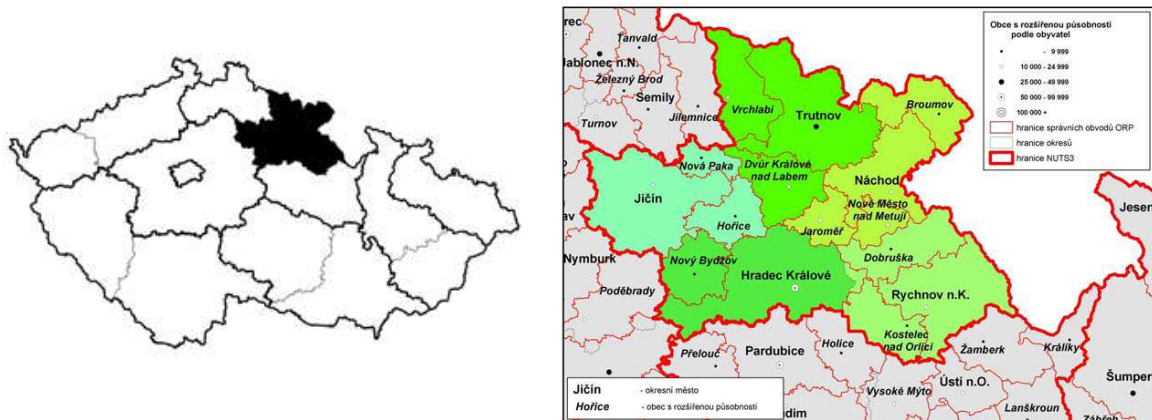 Obce s rozšířenou působností
podle obyvatel
- 9 999
10 000 - 24 999
25 000 - 49 999
50 000 - 99 999
100 000 +
hranice správních obvodů ORP
hranice okresů
hranice NUTS3
rec
Tanvald
Jablonec n.N.
Železný Brod
Semily
Jilemnice
Turnov
Vrchlabí
Trutnov
Broumov
Nová Paka
Dvůr Králové
nad Labem
Náchod
Jičín
Nové Město
nad Metují
Hořice
Jaroměř
Jesen
Nový Bydžov
Dobruška
Nymburk
Hradec Králové
Poděbrady
Rychnov n.K.
Kostelec
nad Orlicí
Přelouč
Pardubice
Holice
Žamberk
Králíky
Vysoké Mýto
Ústí n.O.
Šumper
Lanškroun
Zábřeh
dim
Jičín - okresní město
Hořice - obec s rozšířenou působností